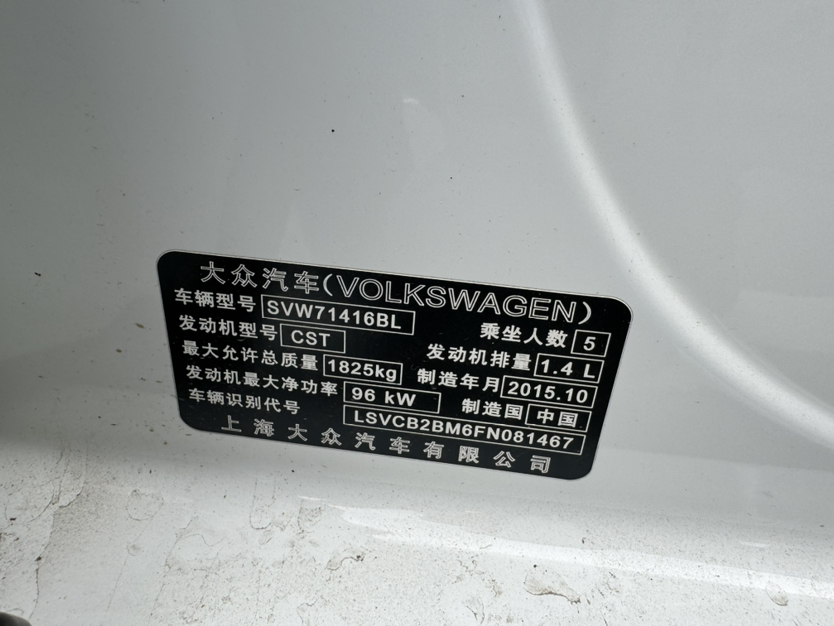 大众汽车(VOLKSWAGEN)
车辆型号 SVW71416BL 乘坐人数 5
发动机型号 CST 发动机排量 1.4 L
最大允许总质量 1825kg 制造年月 2015.10
发动机最大净功率 96 kW 制造国 中国
车辆识别代号 LSVCB2BM6FN081467
上海大众汽车有限公司